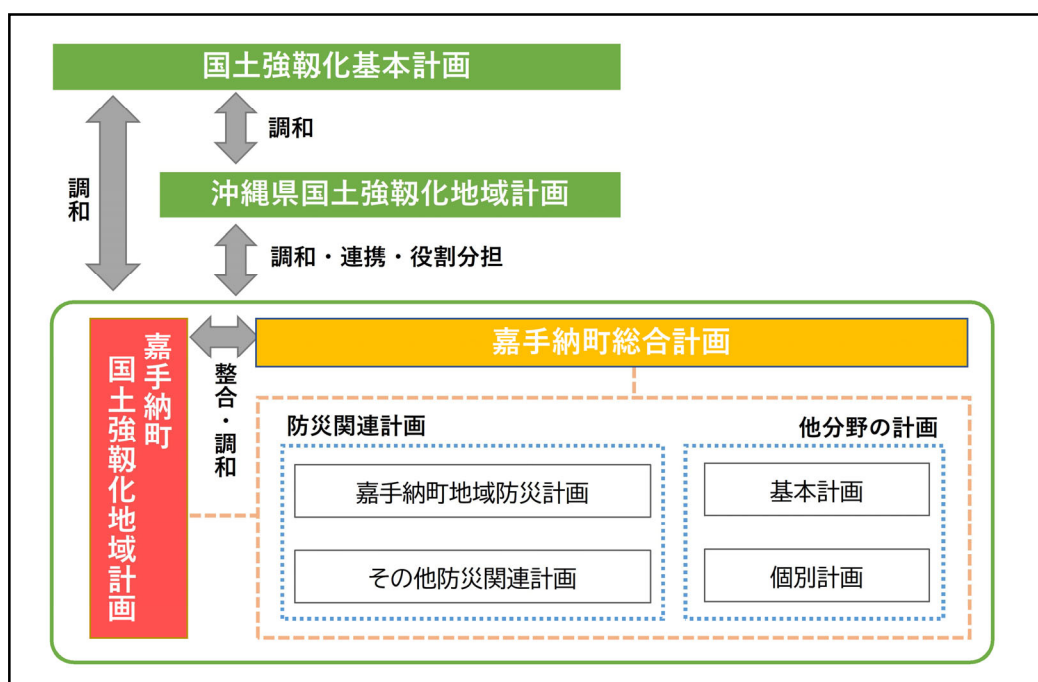 国土強靱化基本計画
調和
調和
沖縄県国土強靱化地域計画
調和・連携・役割分担
嘉手納町
国土強靱化地域計画
整合・調和
嘉手納町総合計画
防災関連計画
嘉手納町地域防災計画
その他防災関連計画
他分野の計画
基本計画
個別計画